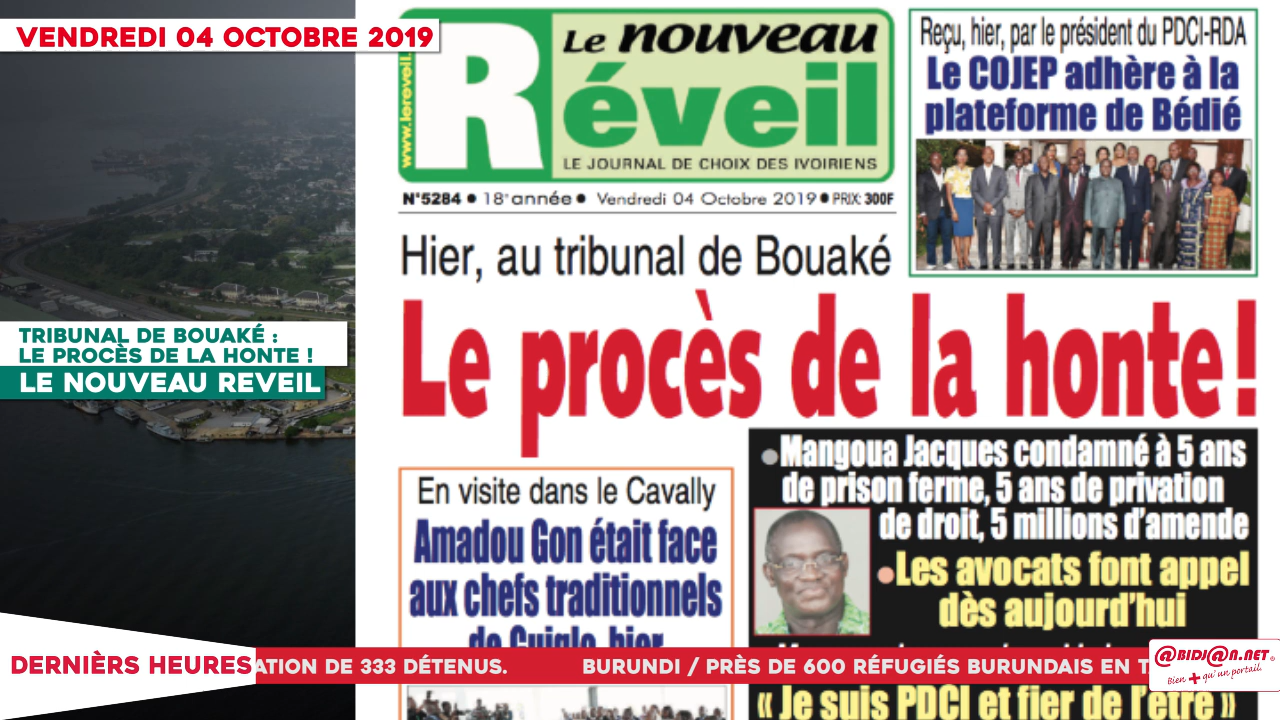 VENDREDI 04 OCTOBRE 2019
TRIBUNAL DE BOUAKÉ :
LE PROCÈS DE LA HONTE !
LE NOUVEAU REVEIL
Le nouveau
Réveil
LE JOURNAL DE CHOIX DES IVOIRIENS
N°5284 • 18e année • Vendredi 04 Octobre 2019 • PRIX: 300F
Reçu, hier, par le président du PDCI-RDA
Le COJEP adhère à la
plateforme de Bédié
Hier, au tribunal de Bouaké
Le procès de la honte !
En visite dans le Cavally
Amadou Gon était face
aux chefs traditionnels
de Guiglo, hier
•Mangoua Jacques condamné à 5 ans
de prison ferme, 5 ans de privation
de droit, 5 millions d'amende
•Les avocats font appel
dès aujourd'hui
« Je suis PDCI et fier de l'être »
DERNIÈRS HEURES
ATION DE 333 DÉTENUS. BURUNDI / PRÈS DE 600 RÉFUGIÉS BURUNDAIS EN T
@BIDJ@N.NET
Bien + qu'un portail